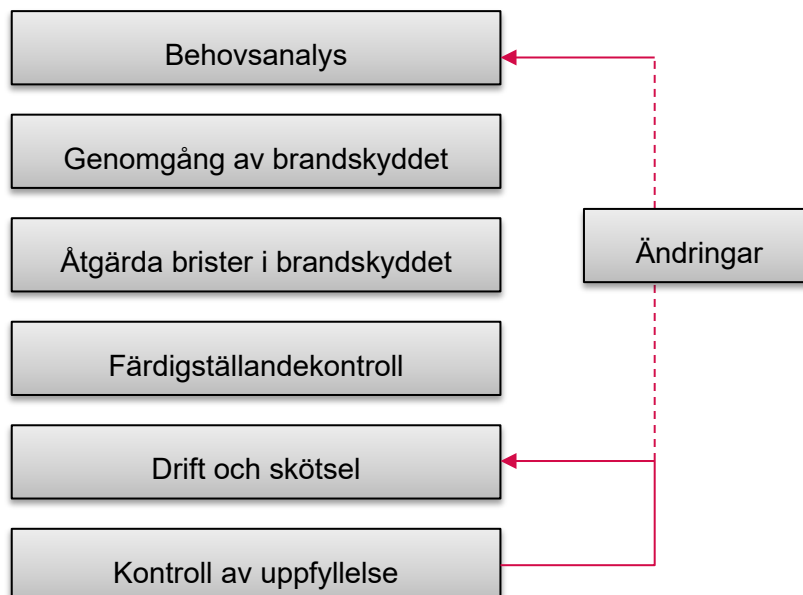 Behovsanalys
Genomgång av brandskyddet
Åtgärda brister i brandskyddet
Ändringar
Färdigställandekontroll
Drift och skötsel
Kontroll av uppfyllelse